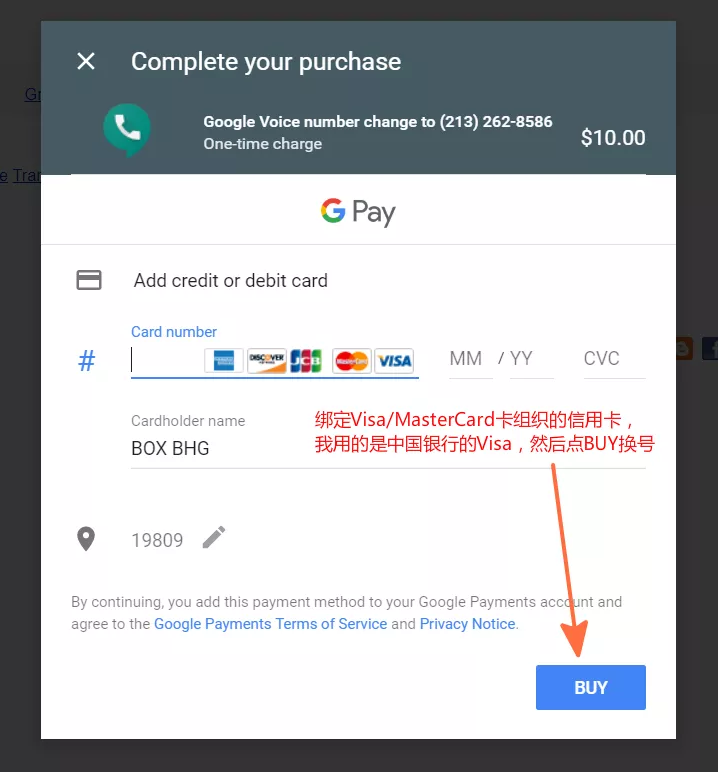 Gr
Complete your purchase
Google Voice number change to (213) 262-8586
One-time charge
$10.00
e Tran
G Pay
Add credit or debit card
Card number
#
AMERICAN EXPRESS DISCOVER JCB MasterCard VISA
MM / YY
CVC
Cardholder name
BOX BHG
绑定Visa/MasterCard卡组织的信用卡，
我用的是中国银行的Visa，然后点BUY换号
19809
By continuing, you add this payment method to your Google Payments account and
agree to the Google Payments Terms of Service and Privacy Notice.
BUY